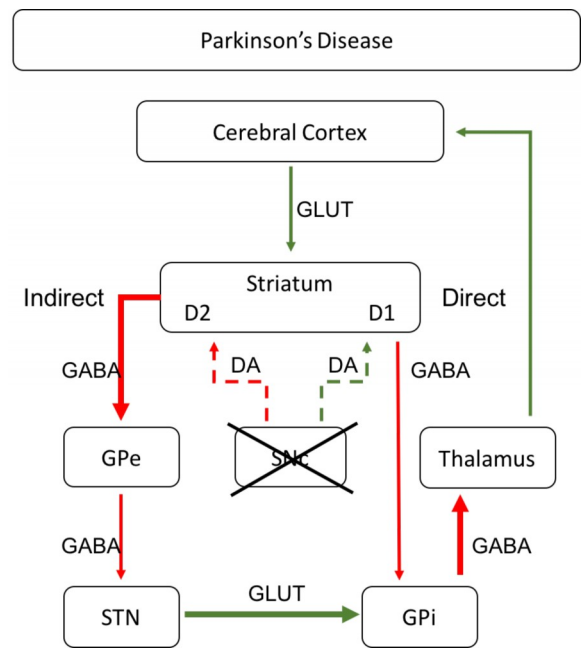 Parkinson's Disease
Cerebral Cortex
GLUT
Striatum
Indirect
D2
D1
Direct
GABA
DA
DA
GABA
GPe
SNc
Thalamus
GABA
GABA
GLUT
STN
GPi